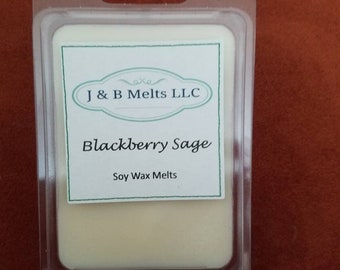 J & B Melts LLC
Blackberry Sage
Soy Wax Melts